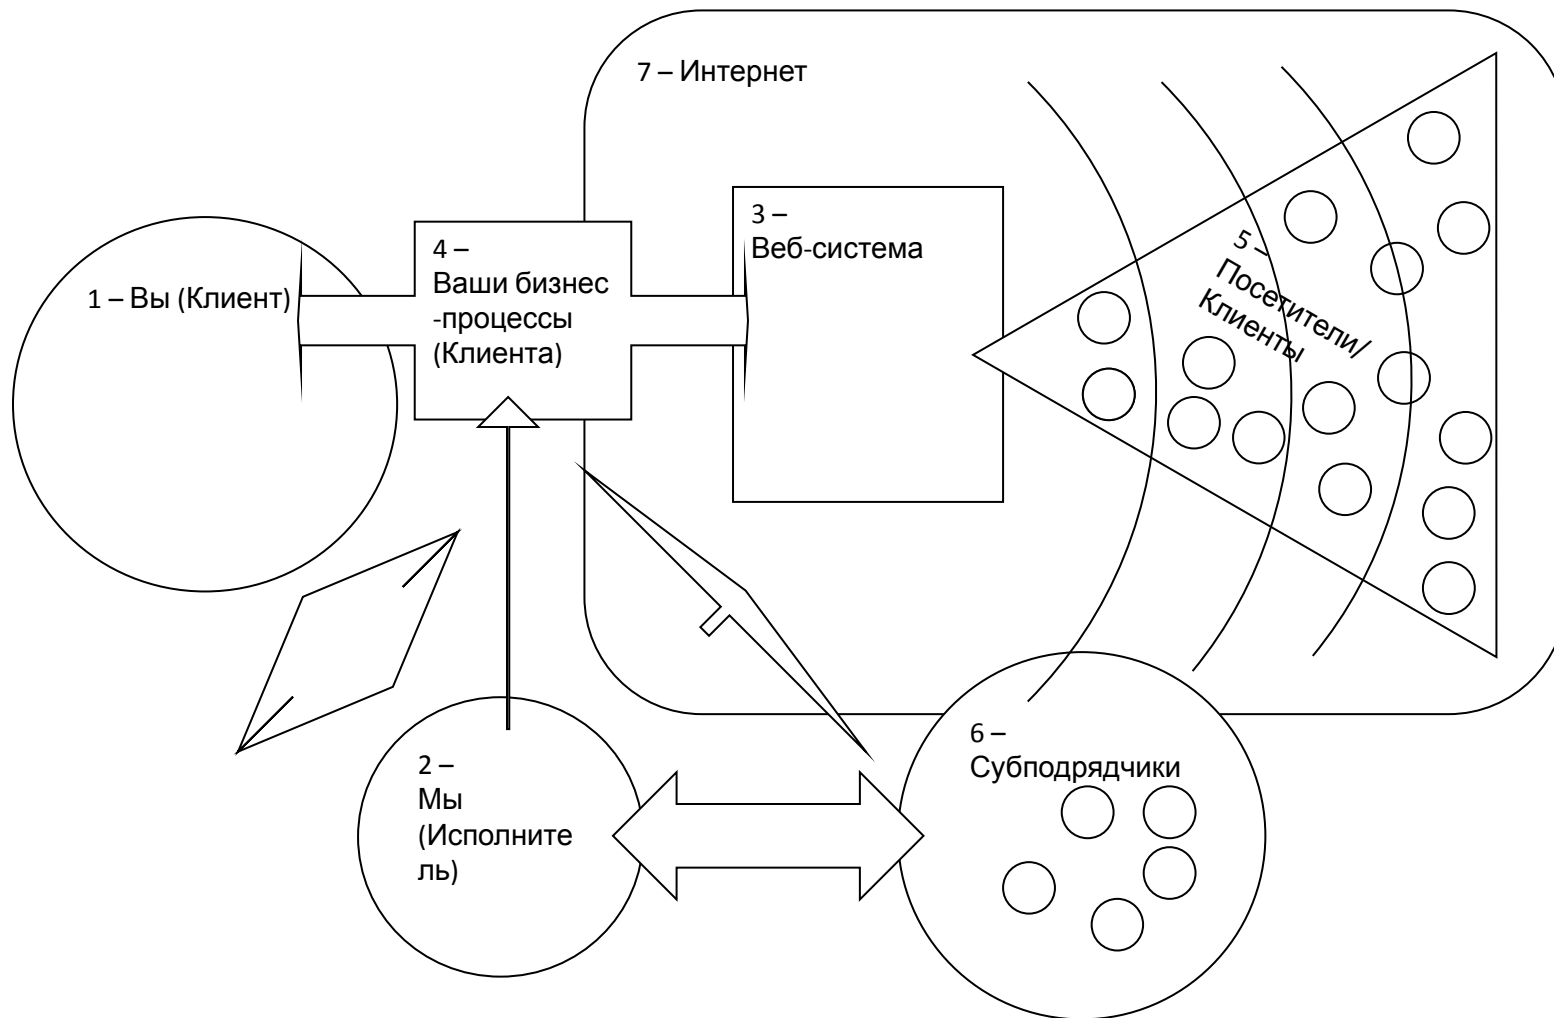 7 – Интернет
1 – Вы (Клиент)
4 –
Ваши бизнес
-процессы
(Клиента)
3 –
Веб-система
5 –
Посетители/
Клиенты
2 –
Мы
(Исполните
ль)
6 –
Субподрядчики